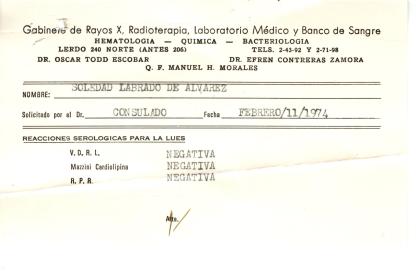 Gabinete de Rayos X, Radioterapia, Laboratorio Médico y Banco de Sangre
HEMATOLOGIA — QUIMICA — BACTERIOLOGIA
LERDO 240 NORTE (ANTES 206) TELS. 2-43-92 Y 2-71-98
DR. OSCAR TODD ESCOBAR DR. EFREN CONTRERAS ZAMORA
Q. F. MANUEL H. MORALES
NOMBRE: SOLEDAD LABRADO DE ALVAREZ
Solicitado por el Dr. CONSULADO Fecha FEBRERO/11/1974
REACCIONES SEROLOGICAS PARA LA LUES
V. D. R. L. NEGATIVA
Mazzini Cardiolipina NEGATIVA
R. P. R. NEGATIVA
Atte.